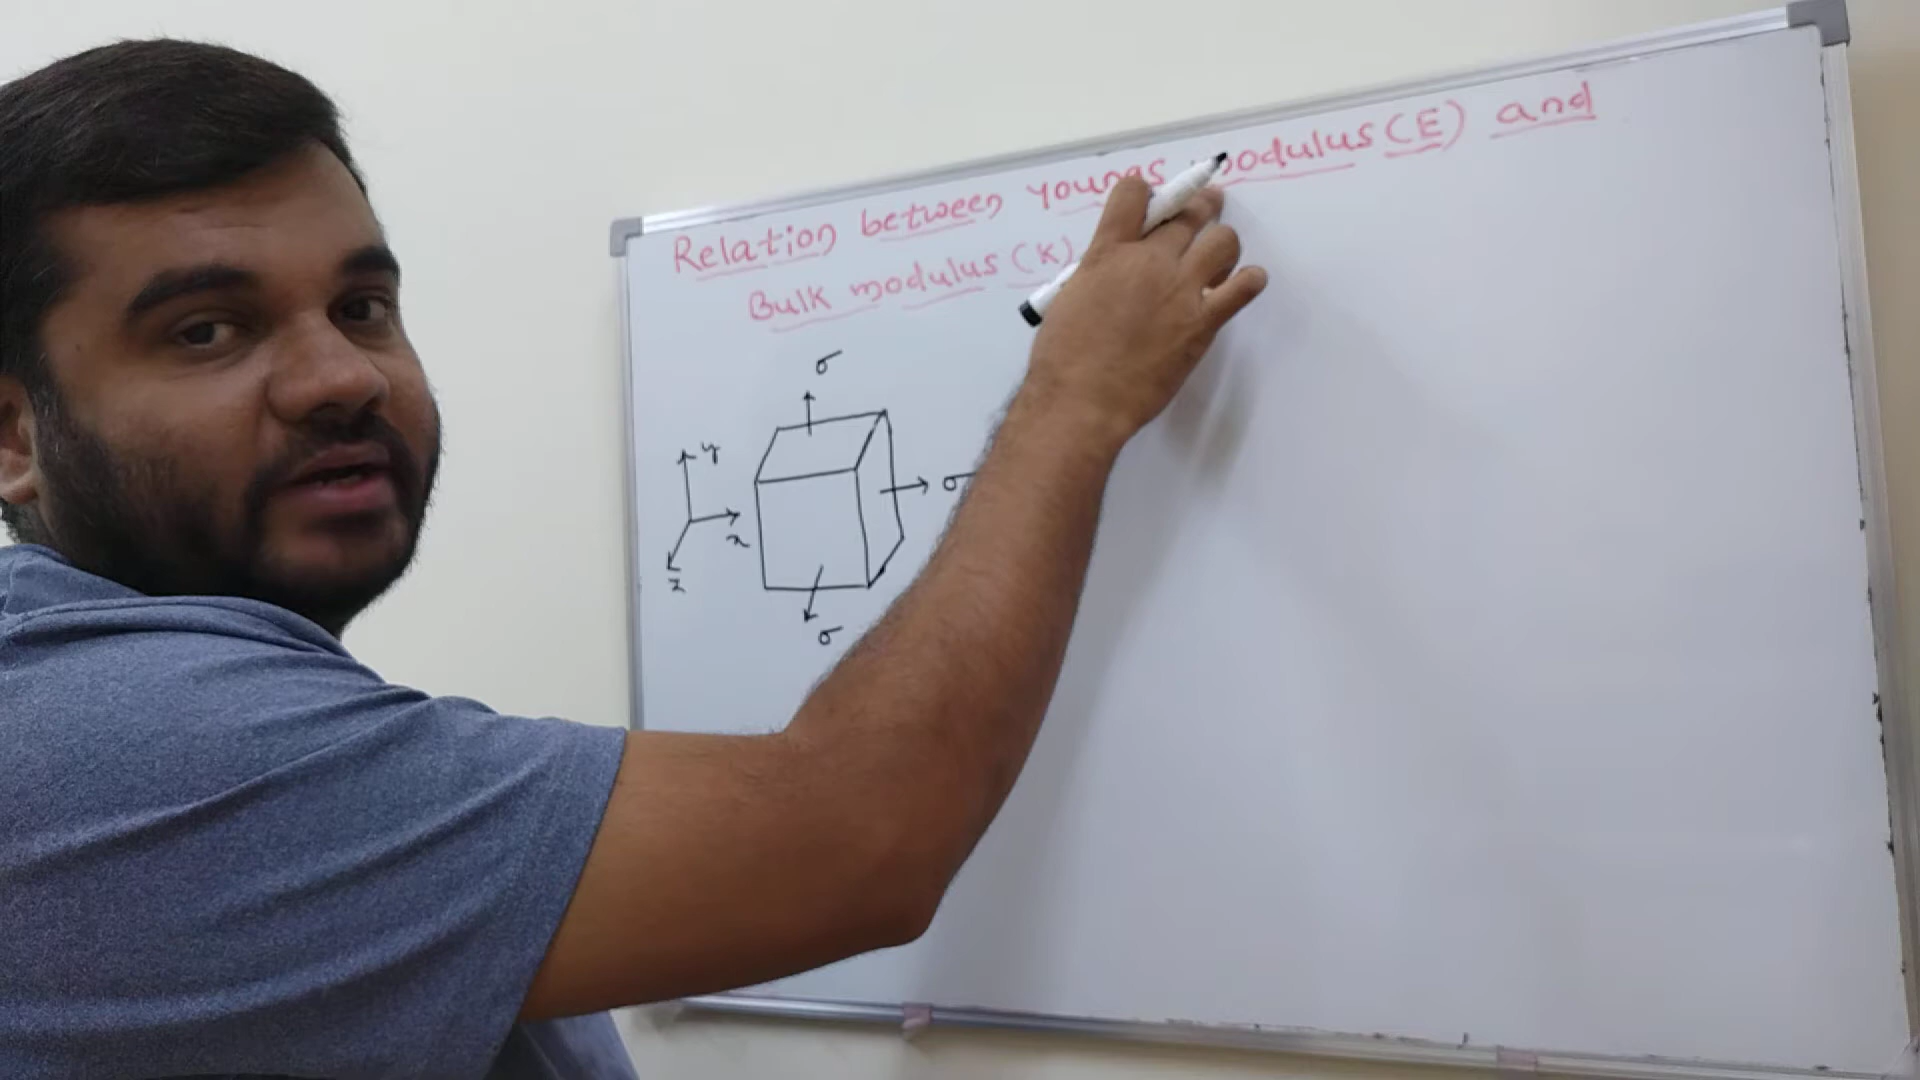 Relation between youngs modulus (E) and
Bulk modulus (K)
σ
y
σ
x
z
σ